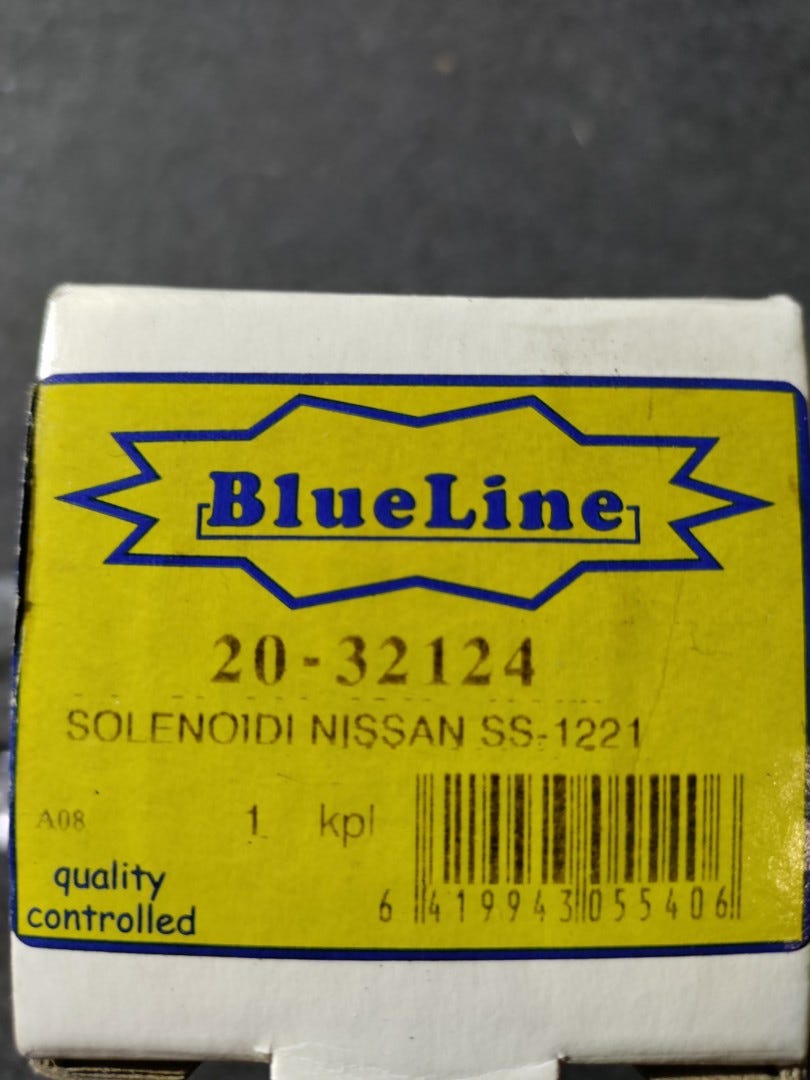 BlueLine
20-32124
SOLENOIDI NISSAN SS-1221
A08 1 kpl
quality
controlled
6 419943 055406